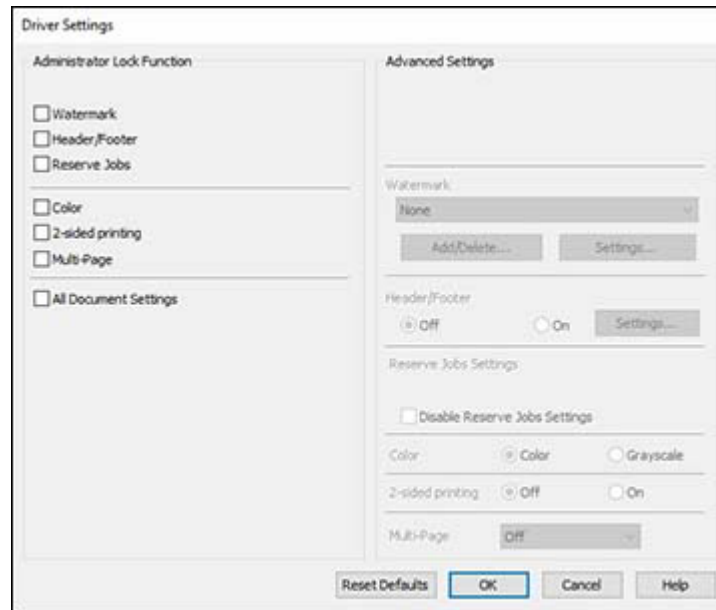 Driver Settings
Administrator Lock Function
Watermark
Header/Footer
Reserve Jobs
Color
2-sided printing
Multi-Page
All Document Settings
Advanced Settings
Watermark
None
Add/Delete... Settings...
Header/Footer
Off On Settings...
Reserve Jobs Settings
Disable Reserve Jobs Settings
Color Color Grayscale
2-sided printing Off On
Multi-Page Off
Reset Defaults OK Cancel Help